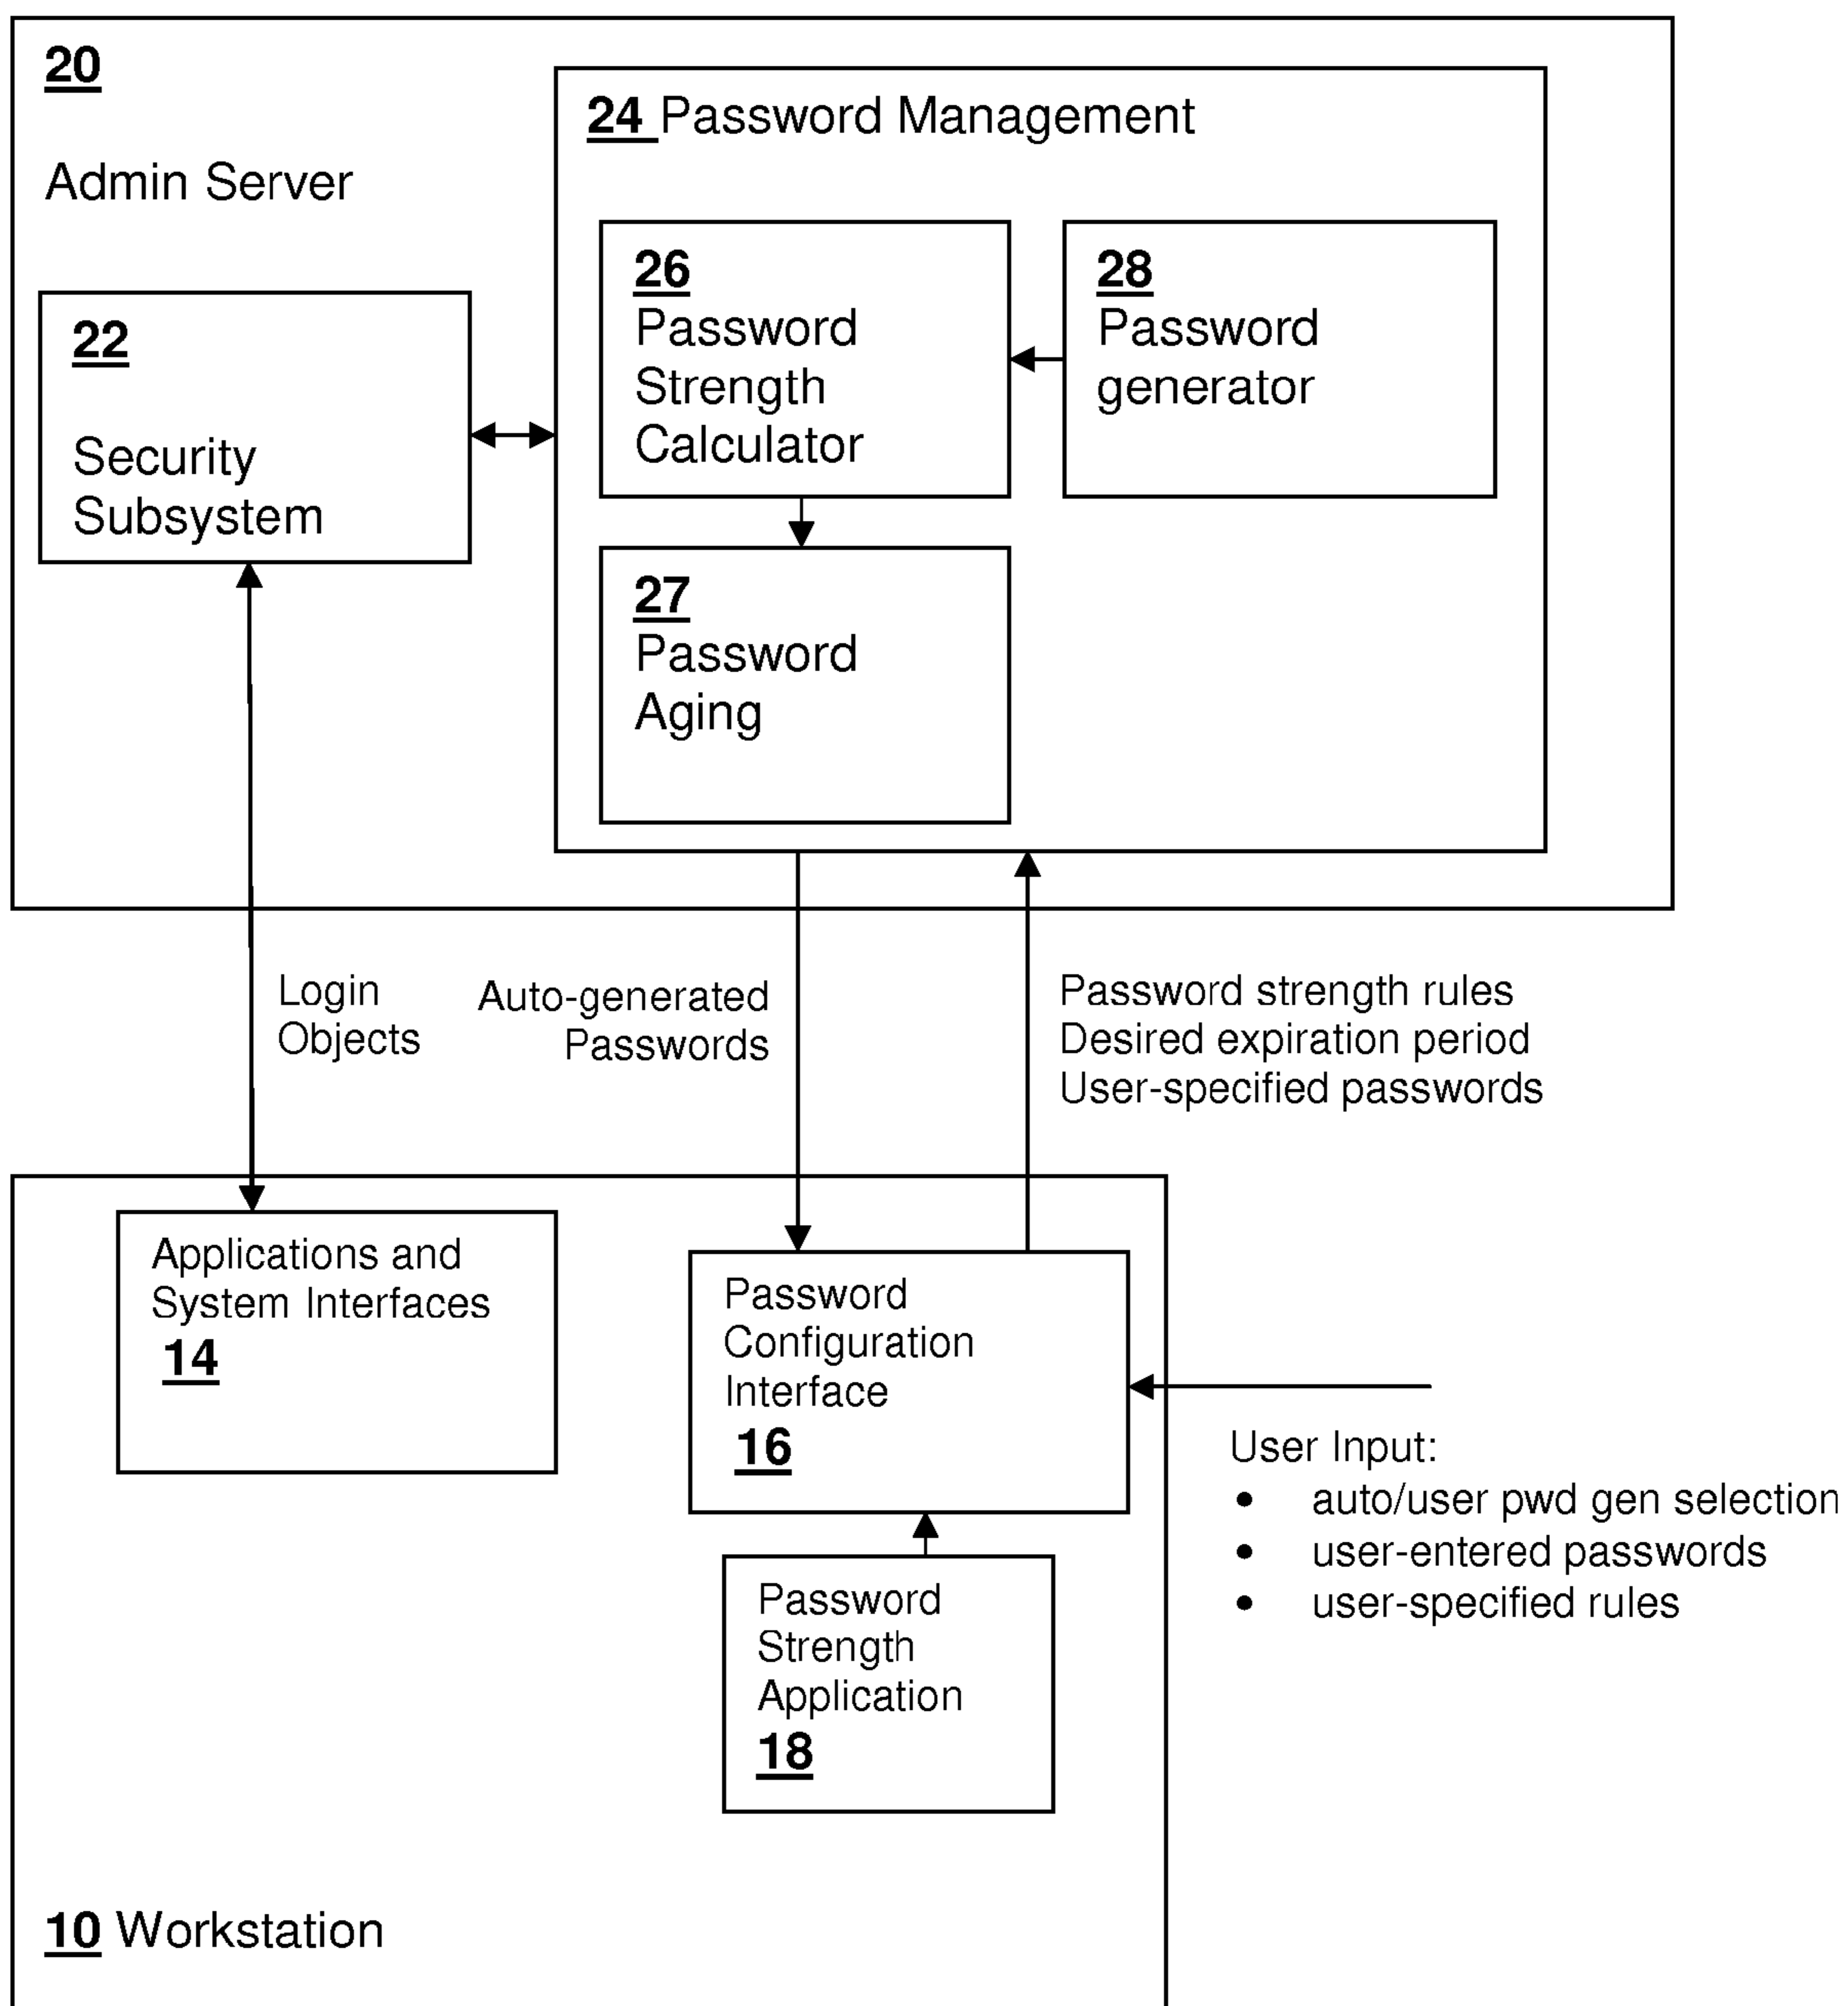 20
Admin Server
24 Password Management
26
Password
Strength
Calculator
28
Password
generator
22
Security
Subsystem
27
Password
Aging
Login
Objects
Auto-generated
Passwords
Password strength rules
Desired expiration period
User-specified passwords
Applications and
System Interfaces
14
Password
Configuration
Interface
16
User Input:
• auto/user pwd gen selection
• user-entered passwords
• user-specified rules
Password
Strength
Application
18
10 Workstation